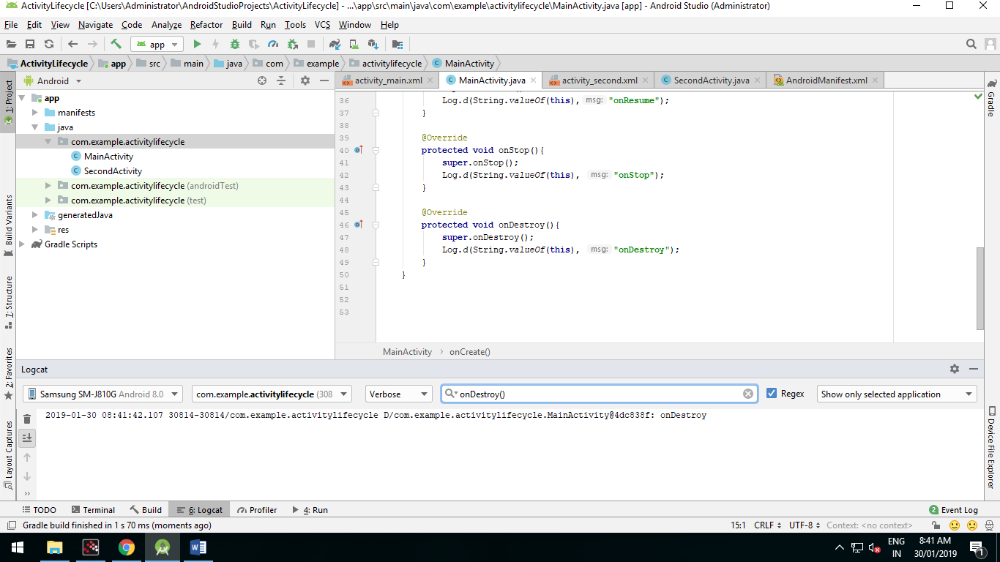 ActivityLifecycle [C:\Users\Administrator\AndroidStudioProjects\ActivityLifecycle] - ...\app\src\main\java\com\example\activitylifecycle\MainActivity.java [app] - Android Studio (Administrator)
File Edit View Navigate Code Analyze Refactor Build Run Tools VCS Window Help
app
ActivityLifecycle app src main java com example activitylifecycle MainActivity
Android
activity_main.xml MainActivity.java activity_second.xml SecondActivity.java AndroidManifest.xml
1: Project
Build Variants
7: Structure
2: Favorites
Layout Captures
app
manifests
java
com.example.activitylifecycle
MainActivity
SecondActivity
com.example.activitylifecycle (androidTest)
com.example.activitylifecycle (test)
generatedJava
res
Gradle Scripts
36 Log.d(String.valueOf(this), msg: "onResume");
37 }
38
39 @Override
40 protected void onStop(){
41 super.onStop();
42 Log.d(String.valueOf(this), msg: "onStop");
43 }
44
45 @Override
46 protected void onDestroy(){
47 super.onDestroy();
48 Log.d(String.valueOf(this), msg: "onDestroy");
49 }
50 }
51
52
53
MainActivity › onCreate()
Gradle
Device File Explorer
Logcat
Samsung SM-J810G Android 8.0 com.example.activitylifecycle (308 Verbose onDestroy() Regex Show only selected application
2019-01-30 08:41:42.107 30814-30814/com.example.activitylifecycle D/com.example.activitylifecycle.MainActivity@4dc838f: onDestroy
TODO Terminal Build 6: Logcat Profiler 4: Run 2 Event Log
Gradle build finished in 1 s 70 ms (moments ago) 15:1 CRLF UTF-8 Context: <no context>
ENG 8:41 AM
IN 30/01/2019 1